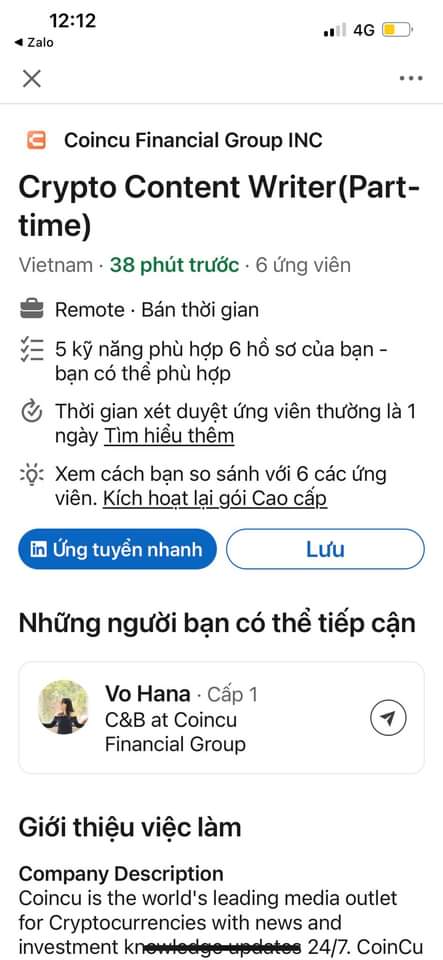 12:12
4G
◄ Zalo
Coincu Financial Group INC
Crypto Content Writer(Part-
time)
Vietnam · 38 phút trước · 6 ứng viên
Remote · Bán thời gian
5 kỹ năng phù hợp 6 hồ sơ của bạn -
bạn có thể phù hợp
Thời gian xét duyệt ứng viên thường là 1
ngày Tìm hiểu thêm
Xem cách bạn so sánh với 6 các ứng
viên. Kích hoạt lại gói Cao cấp
in Ứng tuyển nhanh
Lưu
Những người bạn có thể tiếp cận
Vo Hana · Cấp 1
C&B at Coincu
Financial Group
Giới thiệu việc làm
Company Description
Coincu is the world's leading media outlet
for Cryptocurrencies with news and
investment knowledge updates 24/7. CoinCu